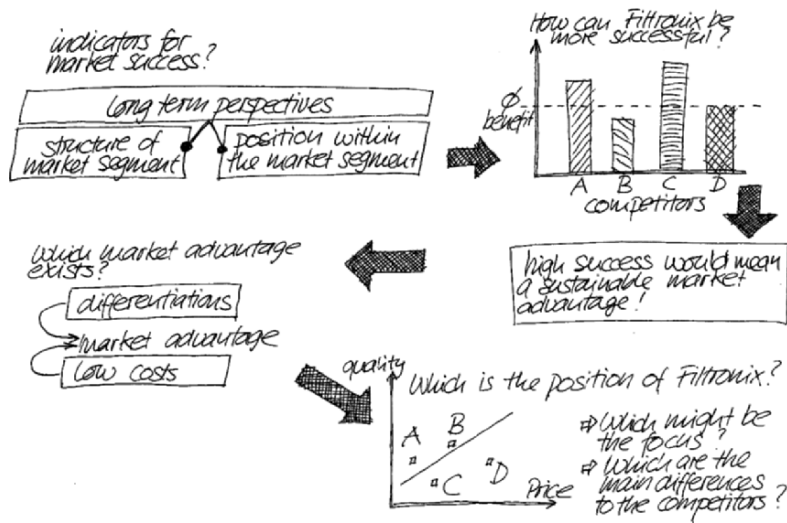 indicators for
market success?
long term perspectives
structure of
market segment
position within
the market segment
How can Filtronix be
more successful?
Ø
benefit
A B C D
competitors
high success would mean
a sustainable market
advantage!
which market advantage
exists?
differentiations
market advantage
low costs
quality
Which is the position of Filtronix?
A B
C D
Price
⇨ Which might be
the focus?
⇨ Which are the
main differences
to the competitors?